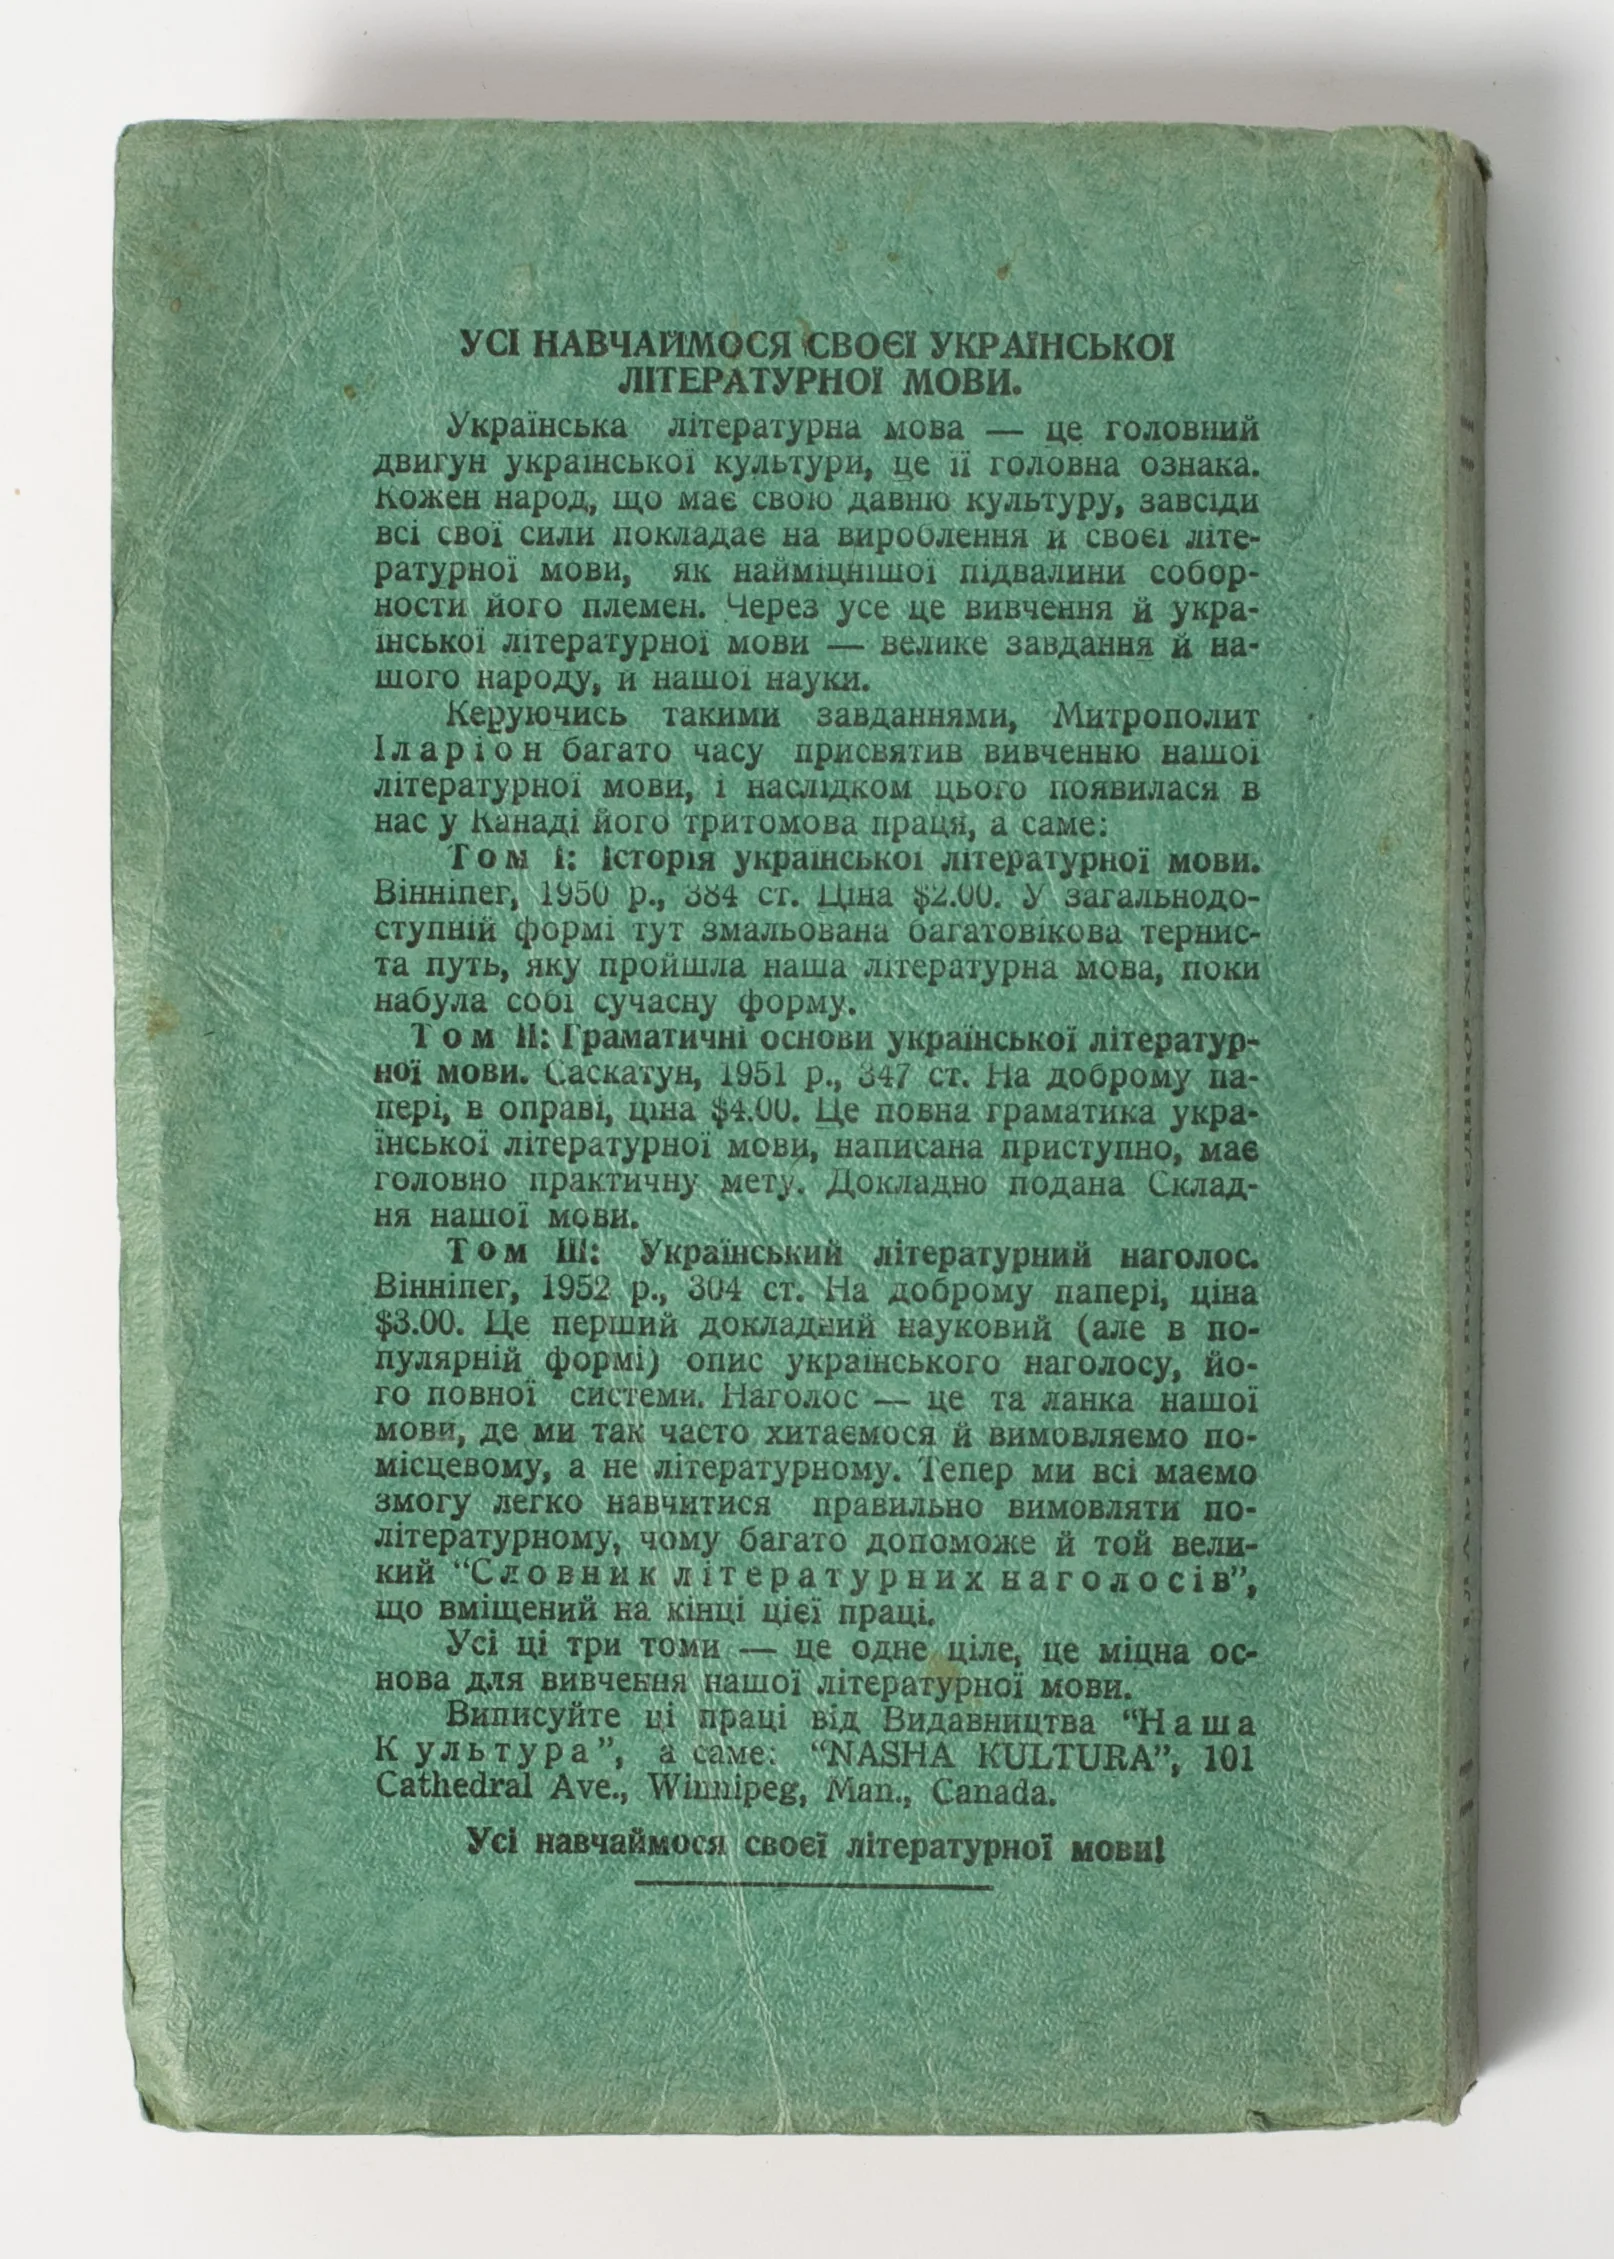 УСІ НАВЧАЙМОСЯ СВОЄЇ УКРАЇНСЬКОЇ
ЛІТЕРАТУРНОЇ МОВИ.
Українська літературна мова — це головний
двигун української культури, це її головна ознака.
Кожен народ, що має свою давню культуру, завсіди
всі свої сили покладає на вироблення й своєї літе-
ратурної мови, як найміцнішої підвалини собор-
ности його племен. Через усе це вивчення й укра-
їнської літературної мови — велике завдання й на-
шого народу, й нашої науки.
Керуючись такими завданнями, Митрополит
Іларіон багато часу присвятив вивченню нашої
літературної мови, і наслідком цього появилася в
нас у Канаді його тритомова праця, а саме:
Том І: Історія української літературної мови.
Вінніпег, 1950 р., 384 ст. Ціна $2.00. У загальнодо-
ступній формі тут змальована багатовікова тернис-
та путь, яку пройшла наша літературна мова, поки
набула собі сучасну форму.
Том ІІ: Граматичні основи української літератур-
ної мови. Саскатун, 1951 р., 347 ст. На доброму па-
пері, в оправі, ціна $4.00. Це повна граматика укра-
їнської літературної мови, написана приступно, має
головно практичну мету. Докладно подана Склад-
ня нашої мови.
Том ІІІ: Український літературний наголос.
Вінніпег, 1952 р., 304 ст. На доброму папері, ціна
$3.00. Це перший докладний науковий (але в по-
пулярній формі) опис українського наголосу, йо-
го повної системи. Наголос — це та ланка нашої
мови, де ми так часто хитаємося й вимовляємо по-
місцевому, а не літературному. Тепер ми всі маємо
змогу легко навчитися правильно вимовляти по-
літературному, чому багато допоможе й той вели-
кий “Словник літературних наголосів”,
що вміщений на кінці цієї праці.
Усі ці три томи — це одне ціле, це міцна ос-
нова для вивчення нашої літературної мови.
Виписуйте ці праці від Видавництва “Наша
Культура”, а саме: “NASHA KULTURA”, 101
Cathedral Ave., Winnipeg, Man., Canada.
Усі навчаймося своєї літературної мови!